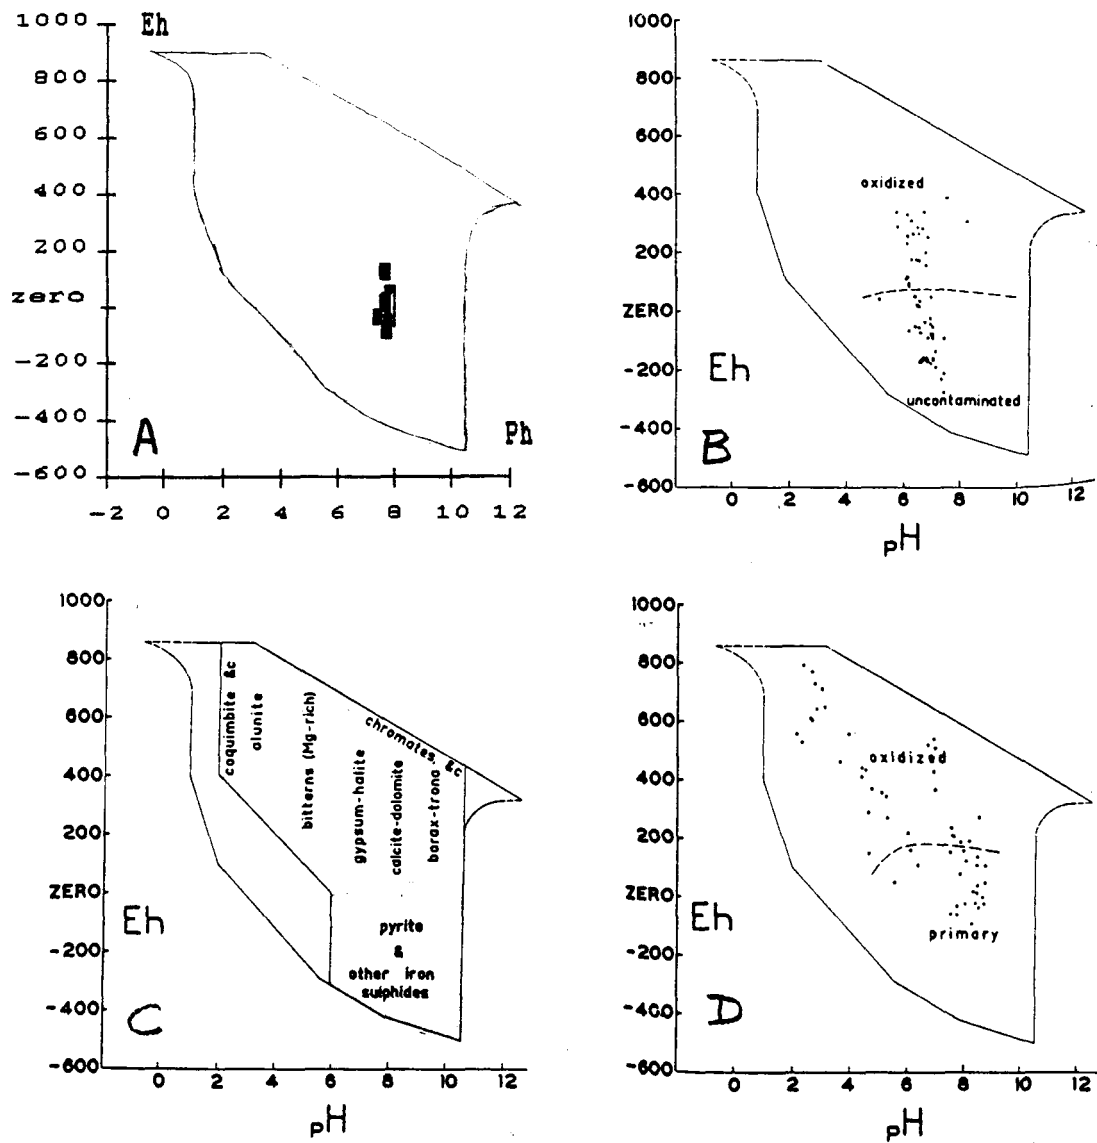 1000 Eh
800
600
400
200
zero
-200
-400
-600
A
Ph
-2 0 2 4 6 8 10 12
1000
800
600
400
200
ZERO
-200
-400
-600
oxidized
uncontaminated
Eh
B
0 2 4 6 8 10 12
pH
1000
800
600
400
200
ZERO
-200
-400
-600
coquimbite &c
alunite
bitterns (Mg-rich)
gypsum-halite
calcite-dolomite
borax-trona
chromates, &c
pyrite
&
other iron
sulphides
Eh
C
0 2 4 6 8 10 12
pH
1000
800
600
400
200
ZERO
-200
-400
-600
oxidized
primary
Eh
D
0 2 4 6 8 10 12
pH